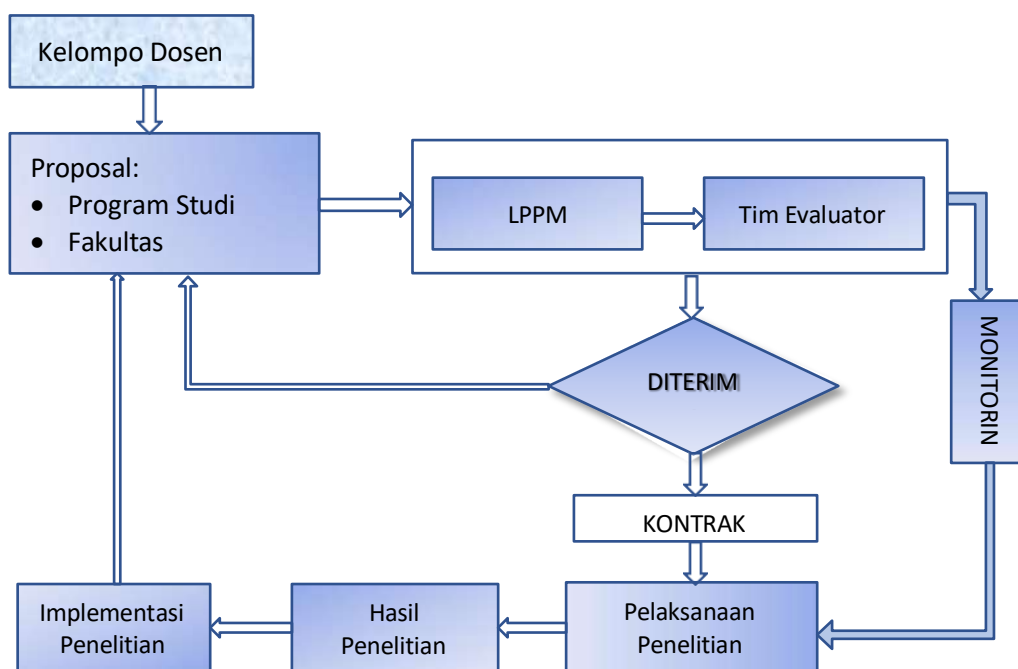 Kelompo Dosen
Proposal:
• Program Studi
• Fakultas
LPPM
Tim Evaluator
MONITORIN
DITERIM
KONTRAK
Implementasi
Penelitian
Hasil
Penelitian
Pelaksanaan
Penelitian